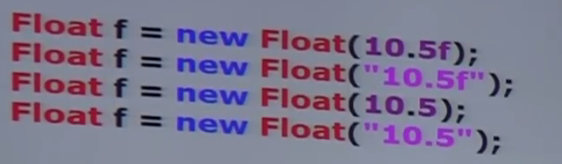 Float f = new Float(10.5f);
Float f = new Float("10.5f");
Float f = new Float(10.5);
Float f = new Float("10.5");